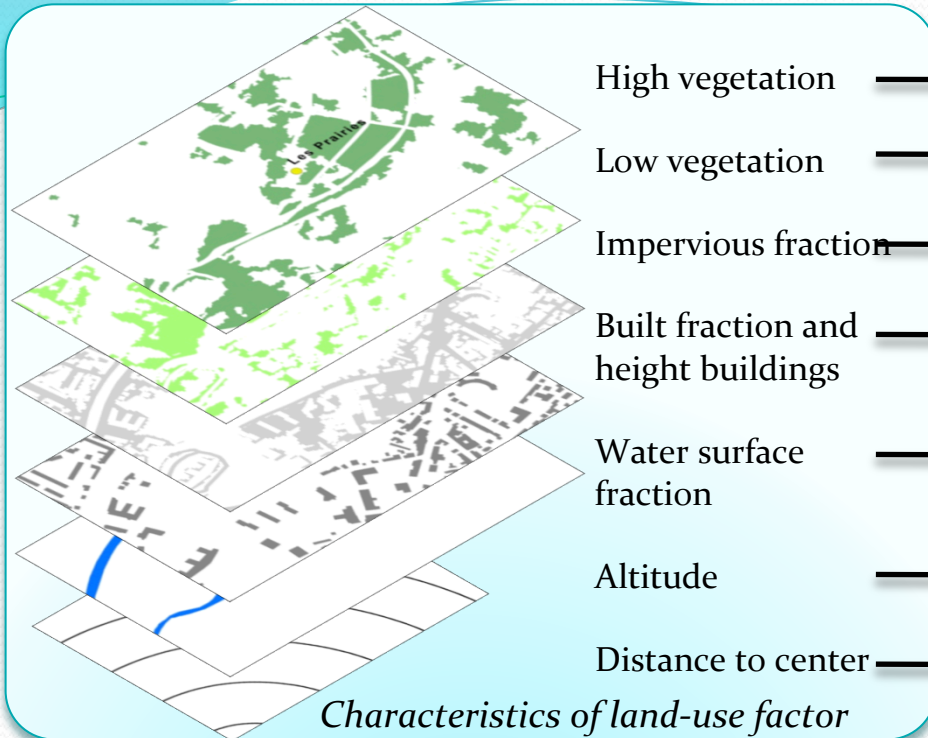 Les Prairies
High vegetation
Low vegetation
Impervious fraction
Built fraction and
height buildings
Water surface
fraction
Altitude
Distance to center
Characteristics of land-use factor